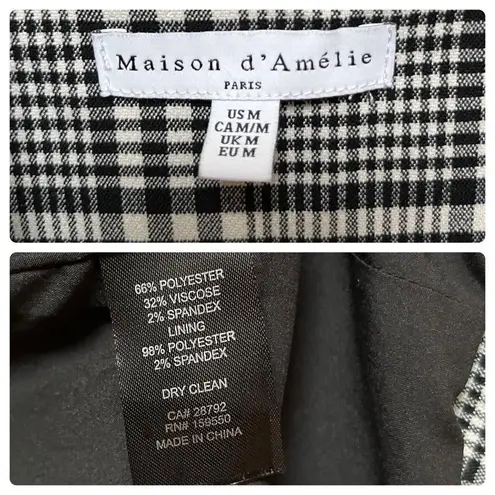 Maison d'Amélie
PARIS
US M
CA M/M
UK M
EU M
66% POLYESTER
32% VISCOSE
2% SPANDEX
LINING
98% POLYESTER
2% SPANDEX
DRY CLEAN
CA# 28792
RN# 159550
MADE IN CHINA